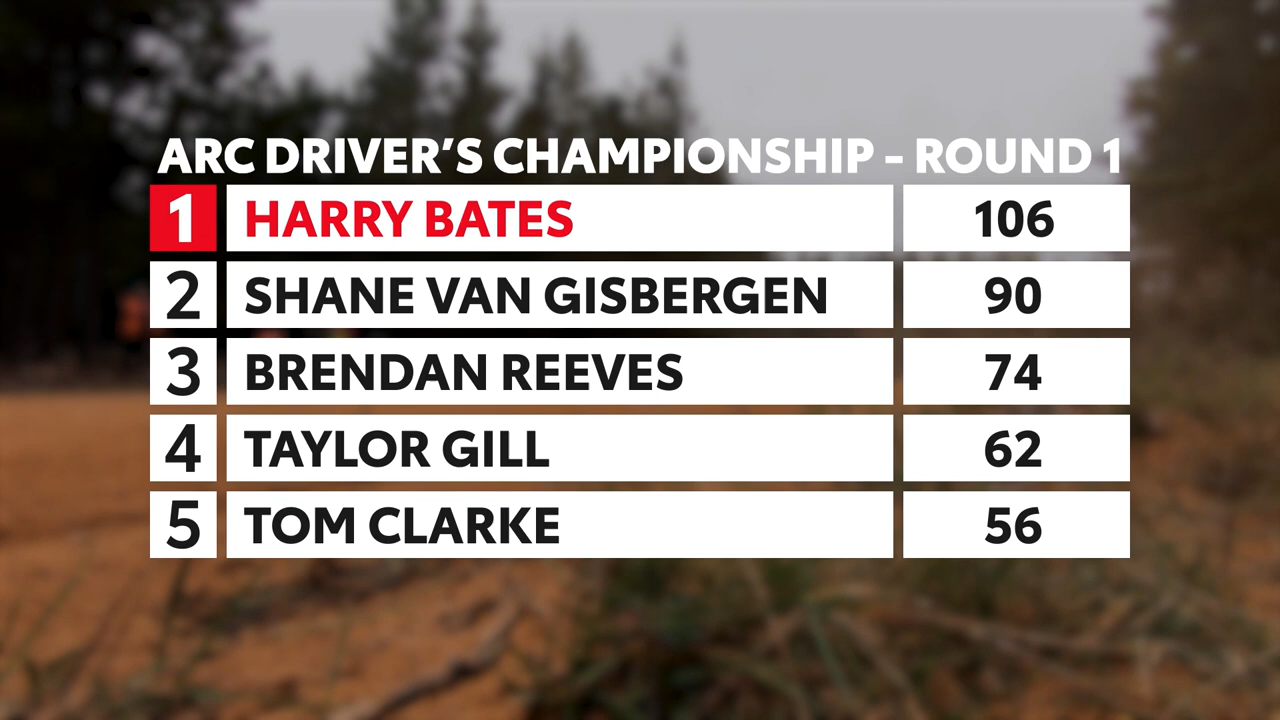 ARC DRIVER’S CHAMPIONSHIP – ROUND 1
1 HARRY BATES 106
2 SHANE VAN GISBERGEN 90
3 BRENDAN REEVES 74
4 TAYLOR GILL 62
5 TOM CLARKE 56